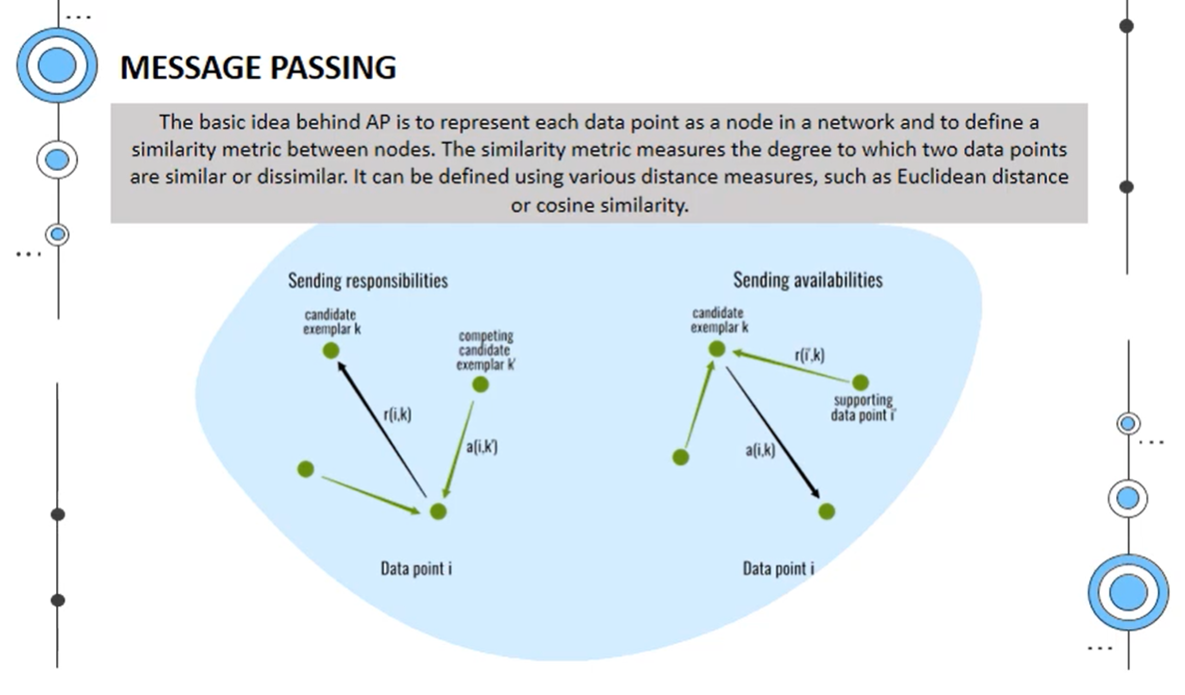 MESSAGE PASSING
The basic idea behind AP is to represent each data point as a node in a network and to define a
similarity metric between nodes. The similarity metric measures the degree to which two data points
are similar or dissimilar. It can be defined using various distance measures, such as Euclidean distance
or cosine similarity.
Sending responsibilities
candidate
exemplar k
competing
candidate
exemplar k'
r(i,k)
a(i,k')
Data point i
Sending availabilities
candidate
exemplar k
r(i',k)
supporting
data point i'
a(i,k)
Data point i